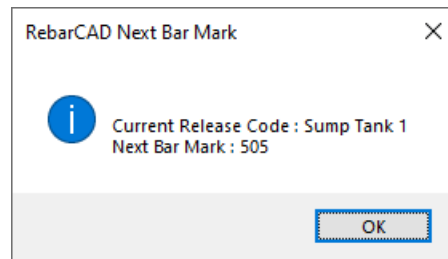 RebarCAD Next Bar Mark
Current Release Code : Sump Tank 1
Next Bar Mark : 505
OK